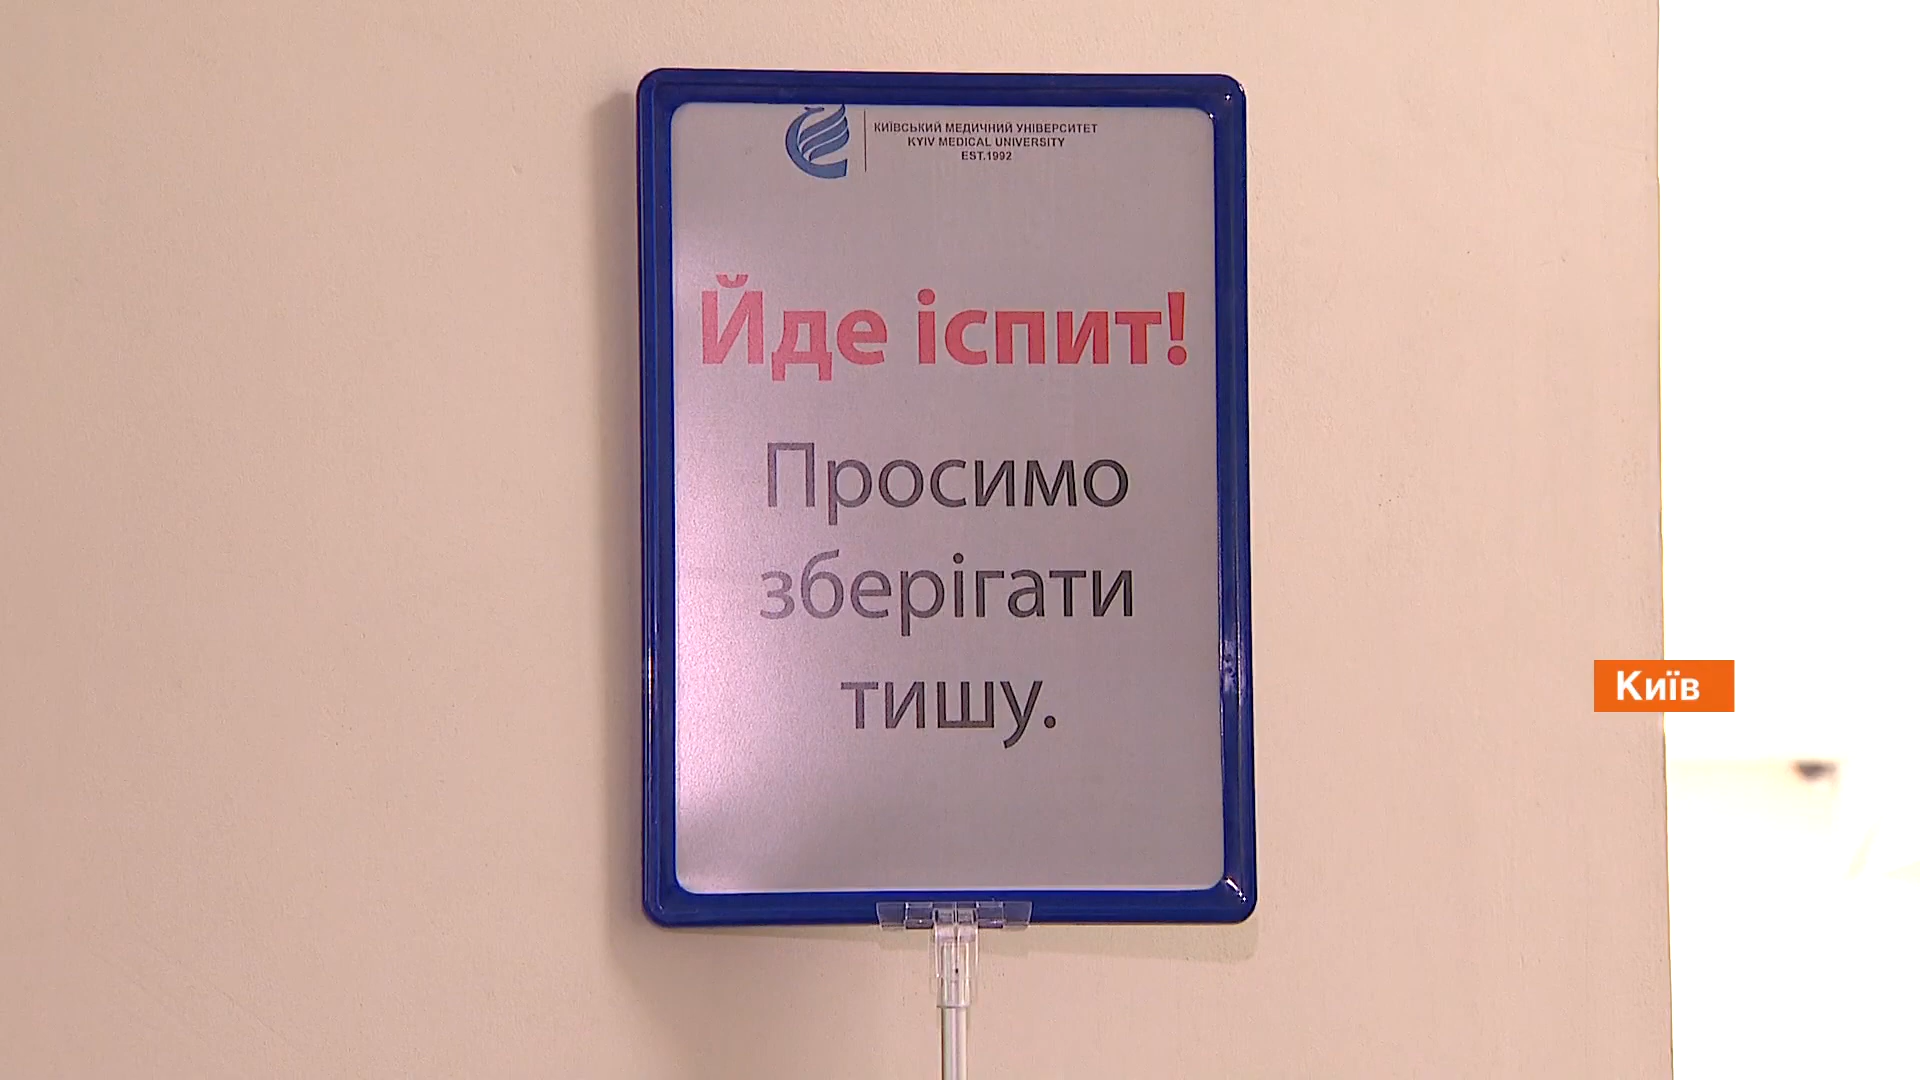 КИЇВСЬКИЙ МЕДИЧНИЙ УНІВЕРСИТЕТ
KYIV MEDICAL UNIVERSITY
EST.1992
Йде іспит!
Просимо
зберігати
тишу.
Київ